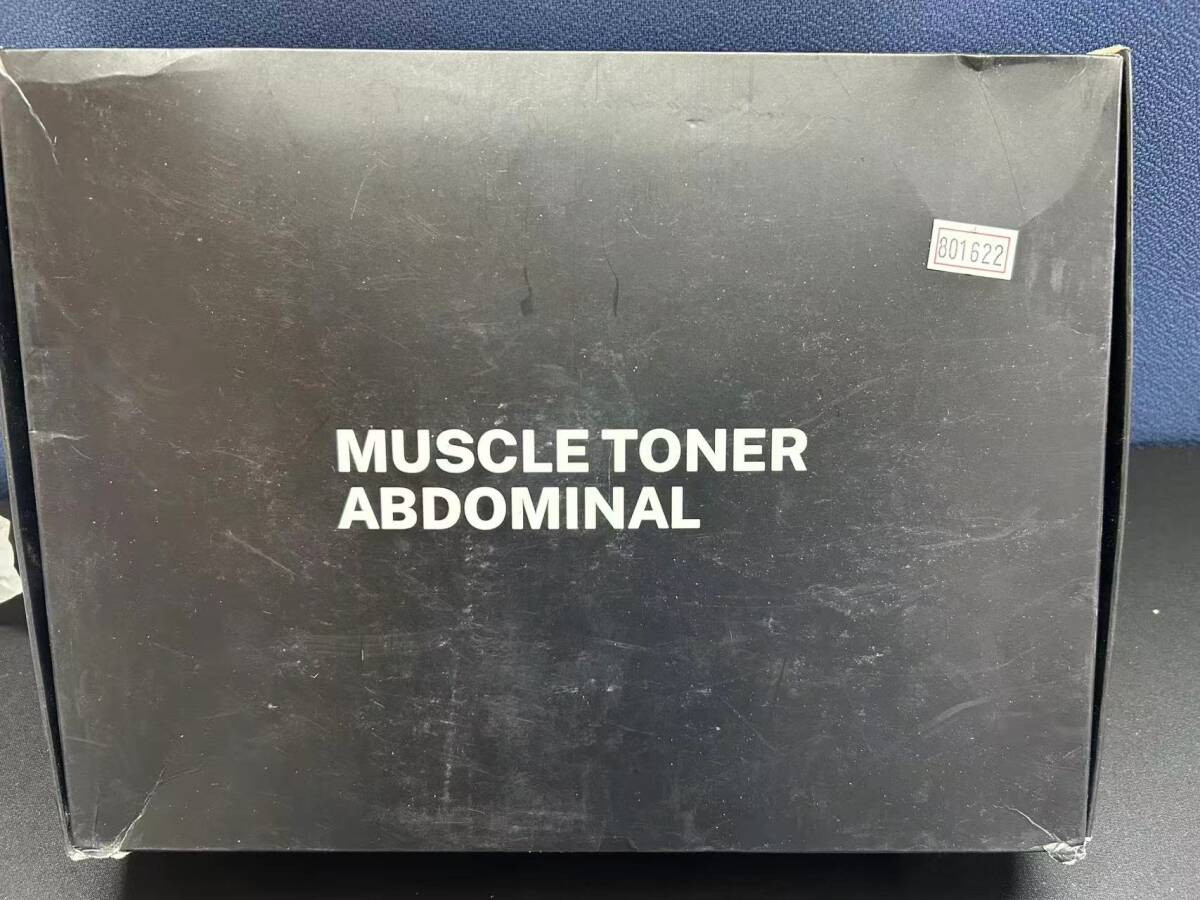 801622
MUSCLE TONER
ABDOMINAL